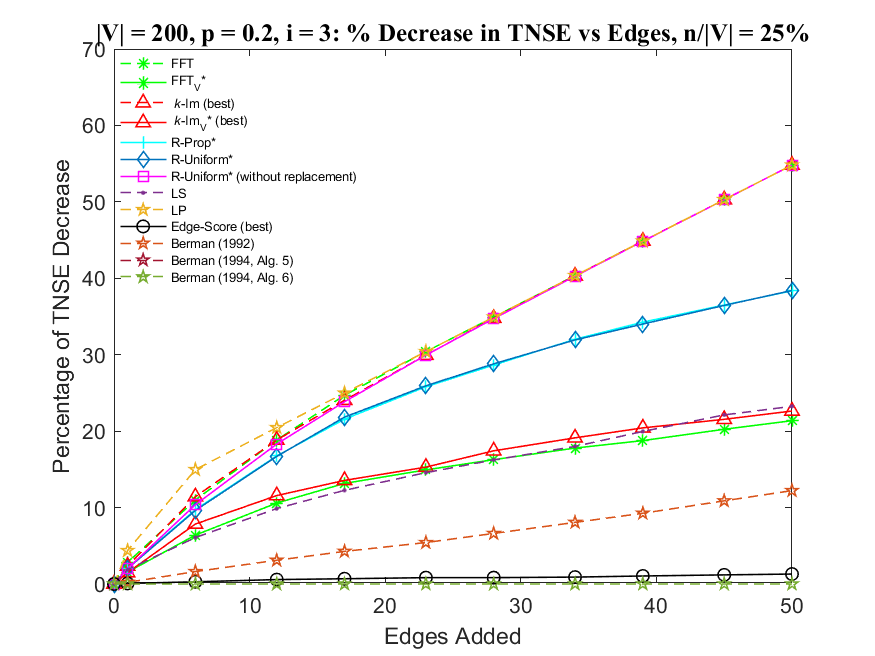 |V| = 200, p = 0.2, i = 3: % Decrease in TNSE vs Edges, n/|V| = 25%
70
60
50
40
30
20
10
0
Percentage of TNSE Decrease
FFT
FFT_V*
k-Im (best)
k-Im_V* (best)
R-Prop*
R-Uniform*
R-Uniform* (without replacement)
LS
LP
Edge-Score (best)
Berman (1992)
Berman (1994, Alg. 5)
Berman (1994, Alg. 6)
0 10 20 30 40 50
Edges Added